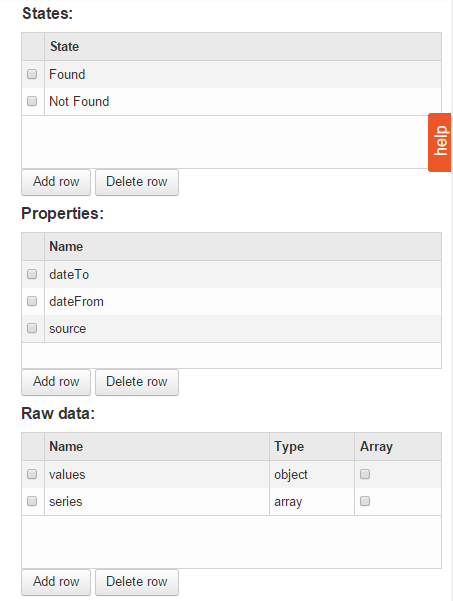 States:
State
Found
Not Found
help
Add row Delete row
Properties:
Name
dateTo
dateFrom
source
Add row Delete row
Raw data:
Name Type Array
values object
series array
Add row Delete row